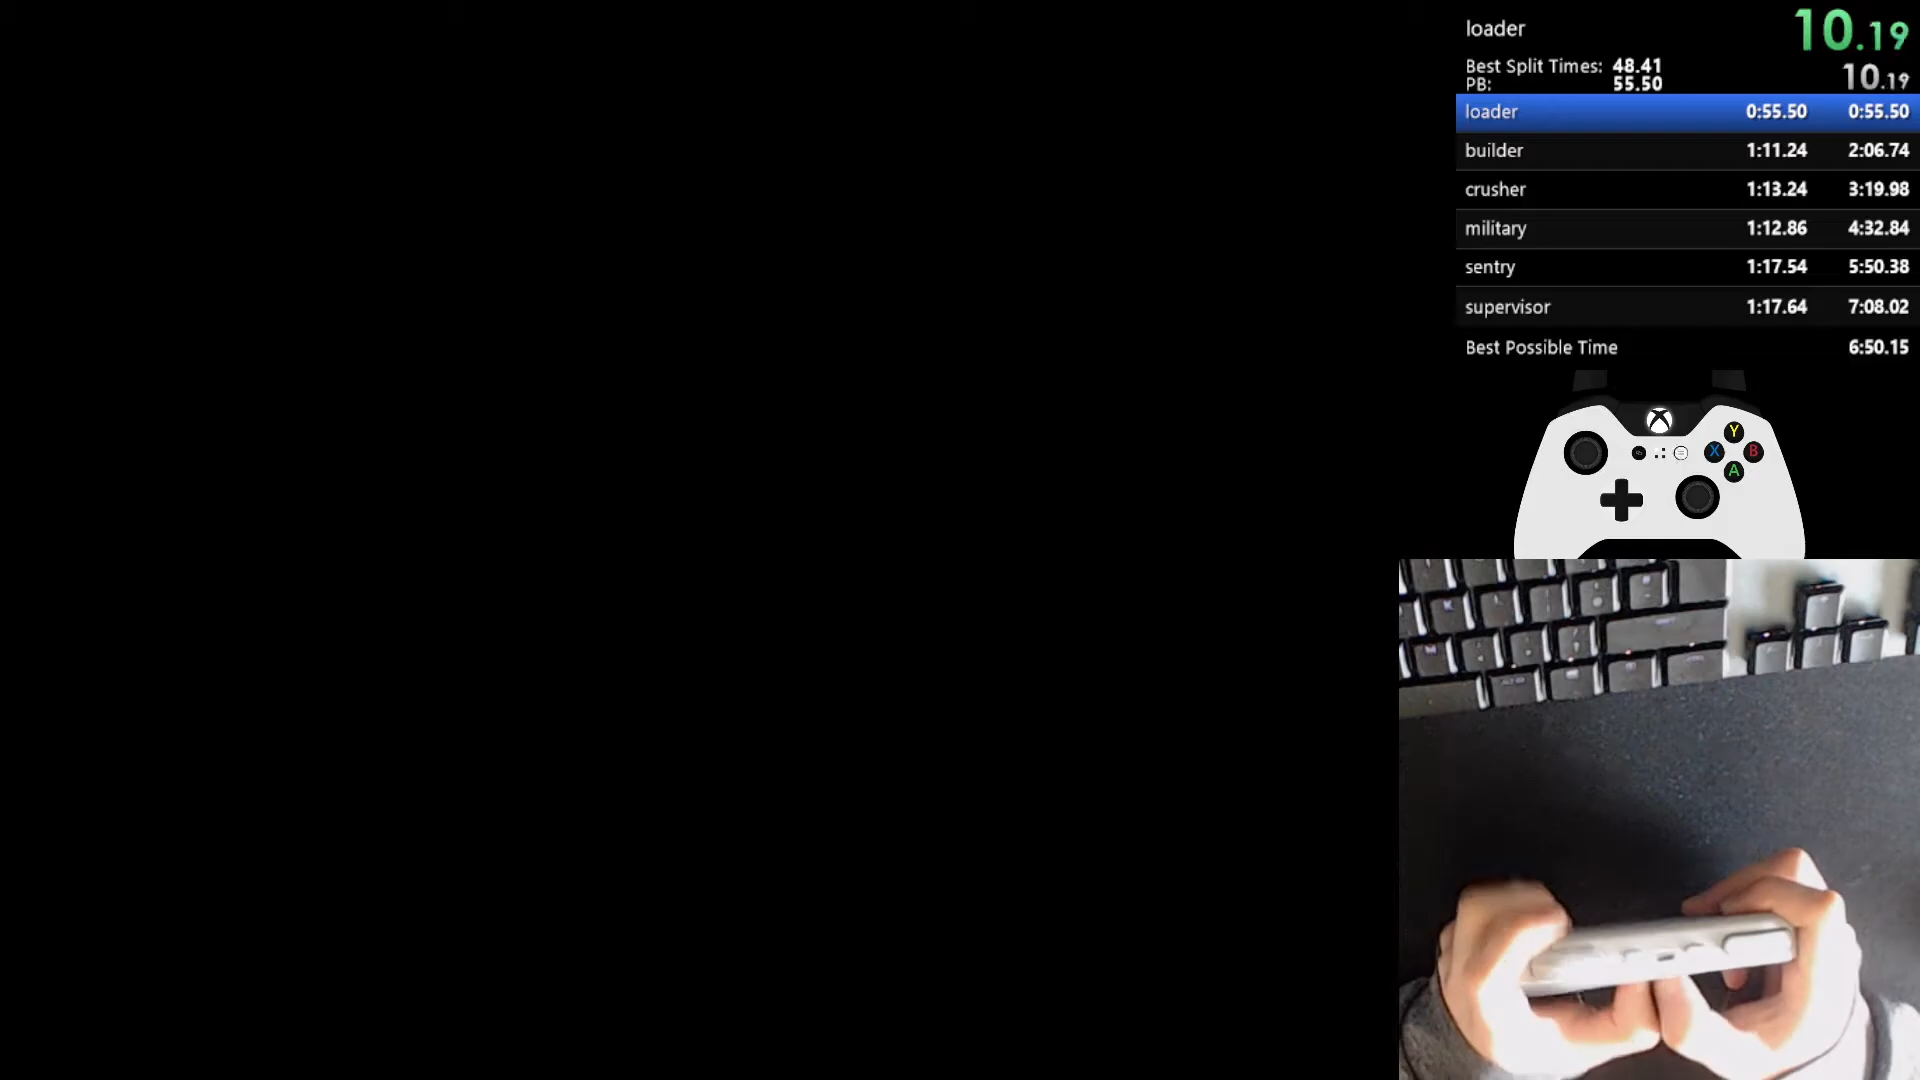 loader 10.19
Best Split Times: 48.41
PB: 55.50 10.19
loader 0:55.50 0:55.50
builder 1:11.24 2:06.74
crusher 1:13.24 3:19.98
military 1:12.86 4:32.84
sentry 1:17.54 5:50.38
supervisor 1:17.64 7:08.02
Best Possible Time 6:50.15
Y
X B
A